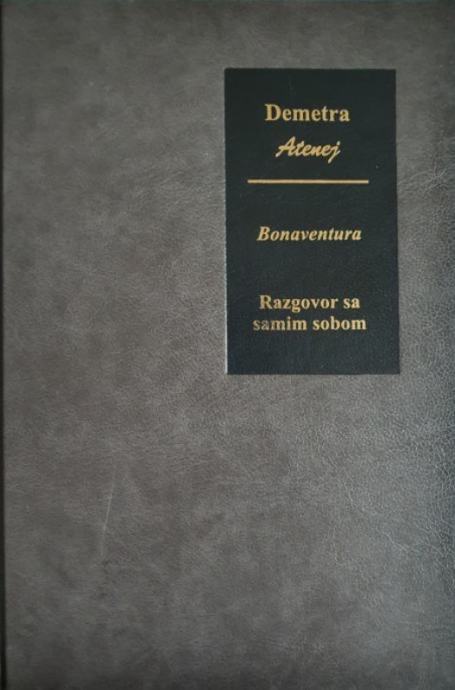 Demetra
Atenej
Bonaventura
Razgovor sa
samim sobom